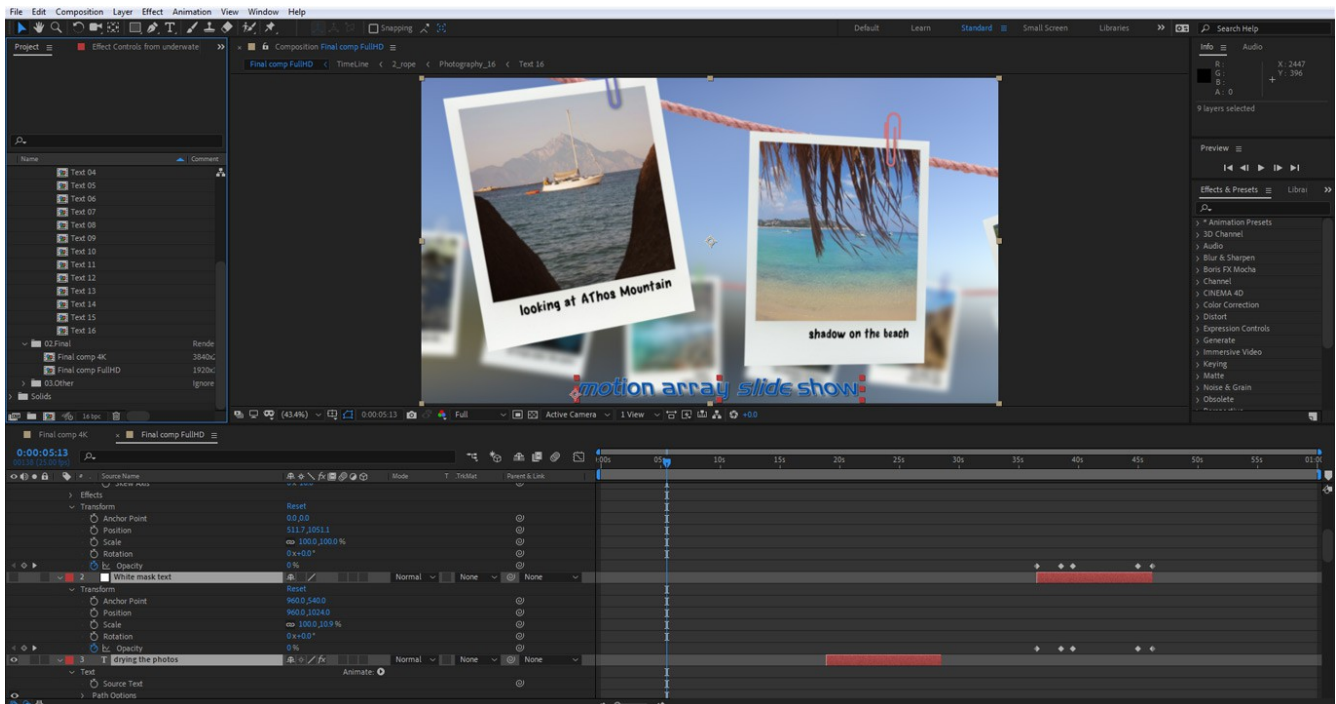 File Edit Composition Layer Effect Animation View Window Help
Snapping
Default Learn Standard Small Screen Libraries Search Help
Project Effect Controls from underwate
Composition Final comp FullHD
Info Audio
Final comp FullHD TimeLine 2_rope Photography_16 Text 16
R: X: 2447
G: Y: 396
B:
A: 0
9 layers selected
Name Comment
Text 04
Text 05
Text 06
Text 07
Text 08
Text 09
Text 10
Text 11
Text 12
Text 13
Text 14
Text 15
Text 16
02.Final Rende
Final comp 4K 3840x2
Final comp FullHD 1920x
03.Other Ignore
Solids
16 bpc
looking at AThos Mountain
shadow on the beach
motion array slide show
(43.4%) 0:00:05:13 Full Active Camera 1 View +0.0
Preview
Effects & Presets Librar
* Animation Presets
3D Channel
Audio
Blur & Sharpen
Boris FX Mocha
Channel
CINEMA 4D
Color Correction
Distort
Expression Controls
Generate
Immersive Video
Keying
Matte
Noise & Grain
Obsolete
Final comp 4K Final comp FullHD
0:00:05:13
00138 (25.00 fps)
05s 10s 15s 20s 25s 30s 35s 40s 45s 50s 55s 01:0
# Source Name Mode T .TrkMat Parent & Link
Effects
Transform Reset
Anchor Point 0.0,0.0
Position 511.7,1051.1
Scale 100.0,100.0 %
Rotation 0x+0.0°
Opacity 0%
2 White mask text Normal None None
Transform Reset
Anchor Point 960.0,540.0
Position 960.0,1024.0
Scale 100.0,10.9 %
Rotation 0x+0.0°
Opacity 0%
3 T drying the photos Normal None None
Text Animate:
Source Text
Path Options